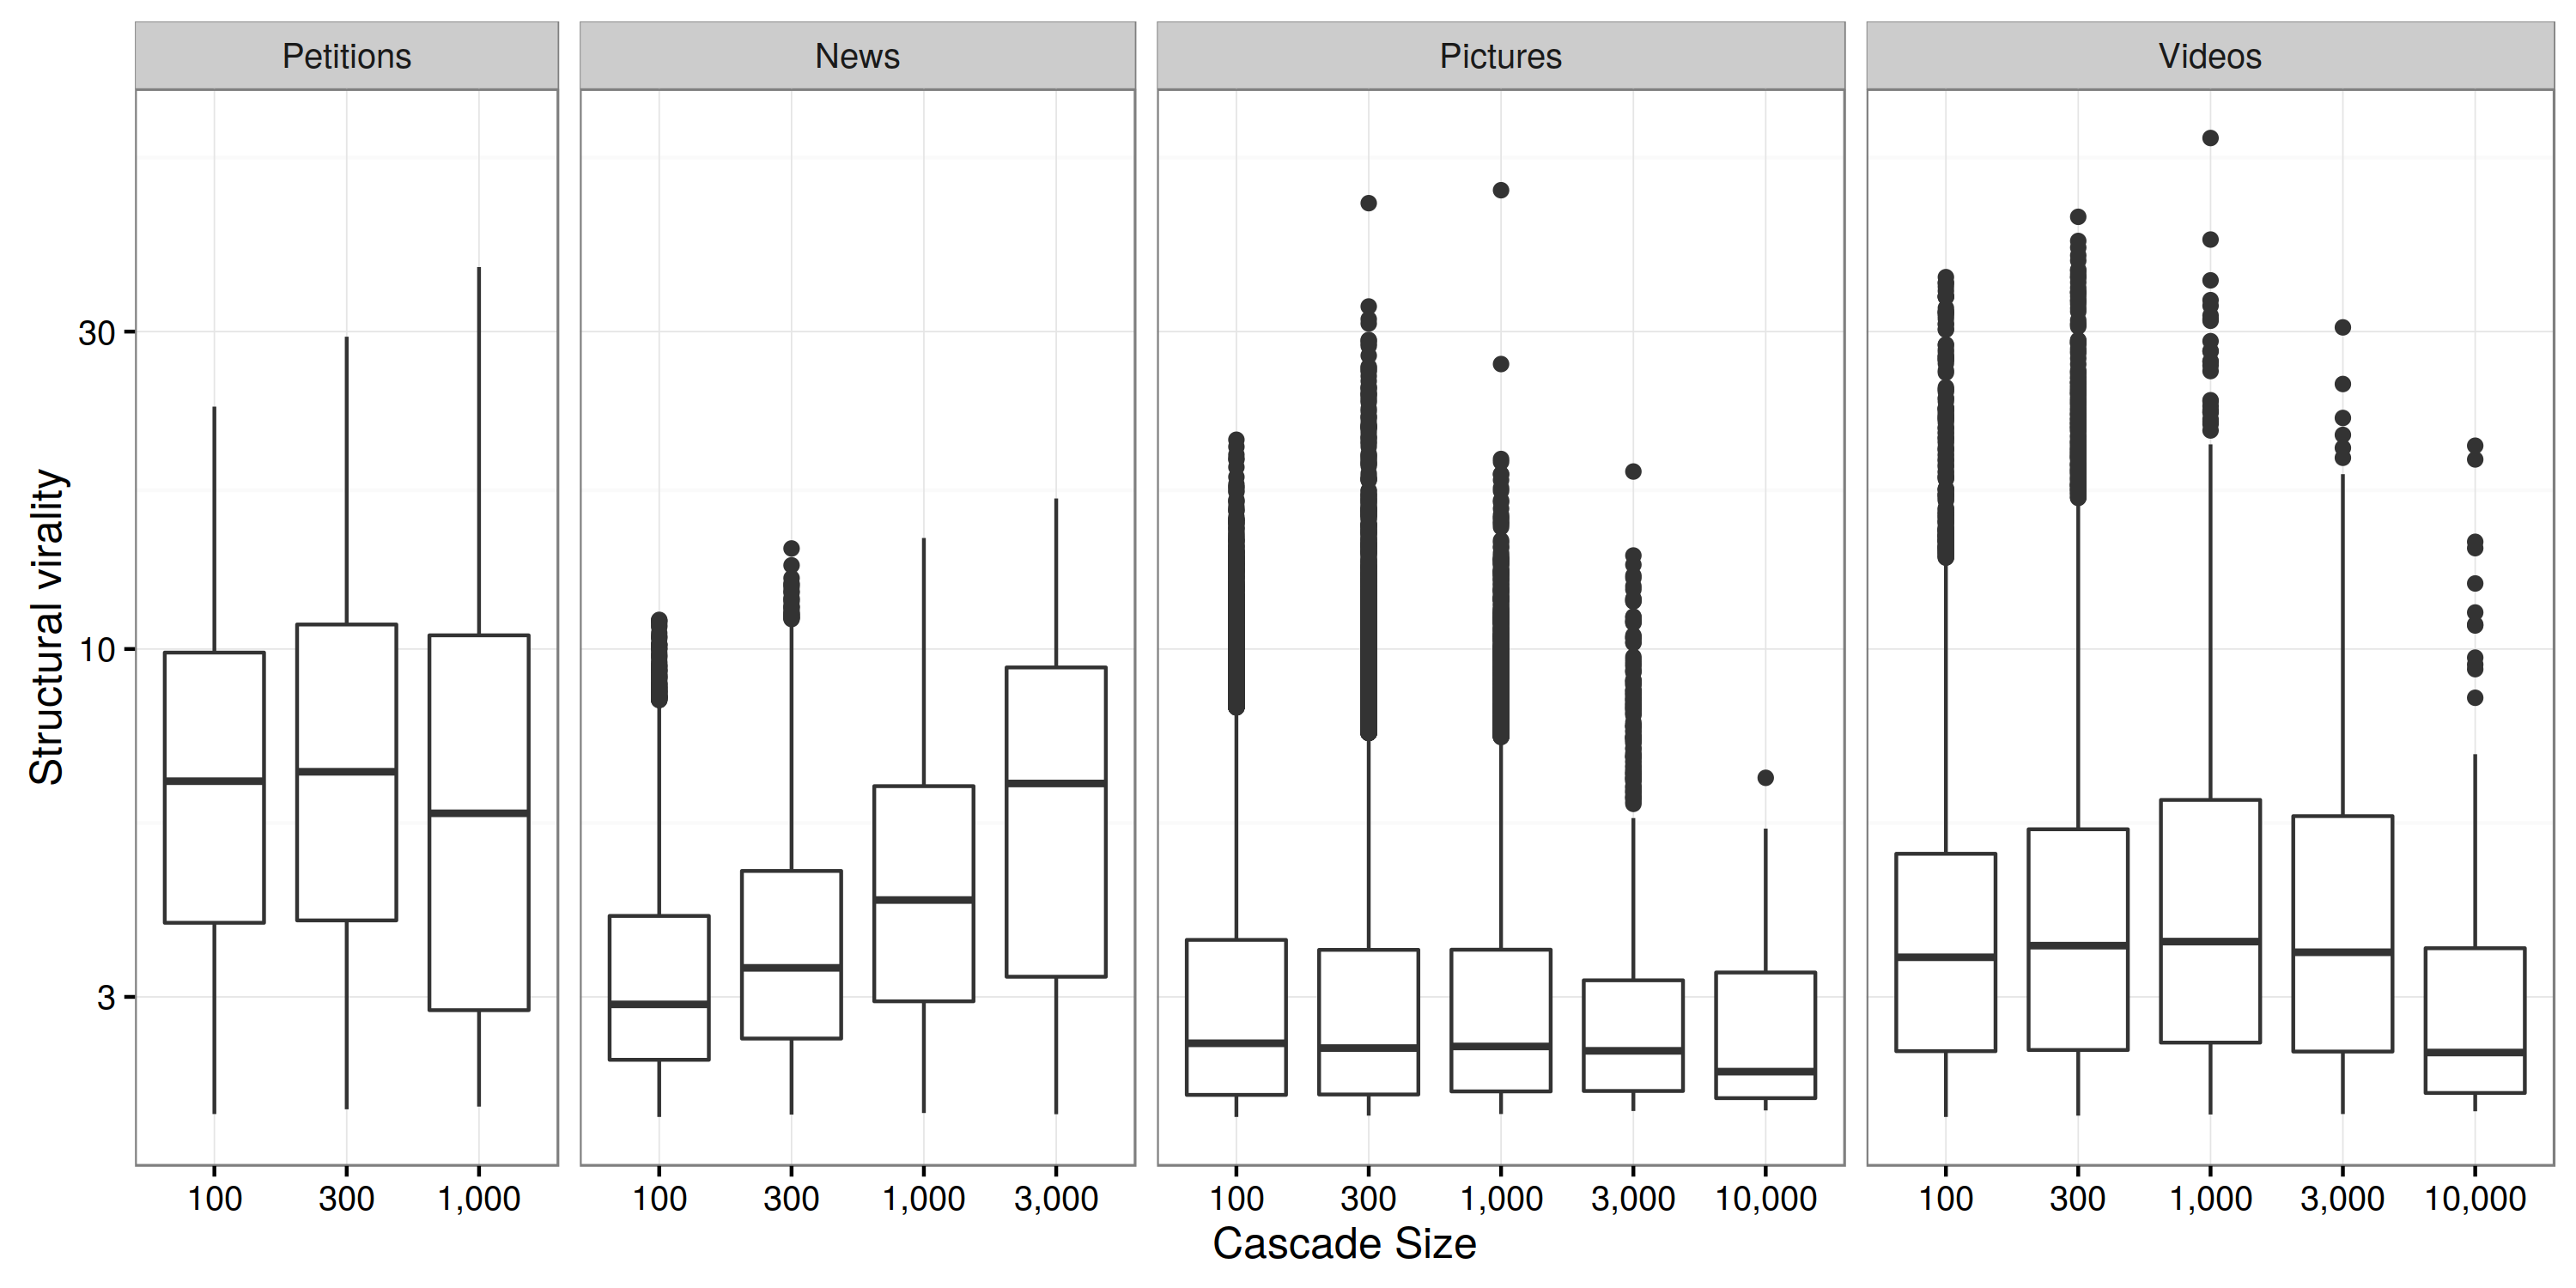 Petitions News Pictures Videos
Structural virality
30
10
3
100 300 1,000 100 300 1,000 3,000 100 300 1,000 3,000 10,000 100 300 1,000 3,000 10,000
Cascade Size